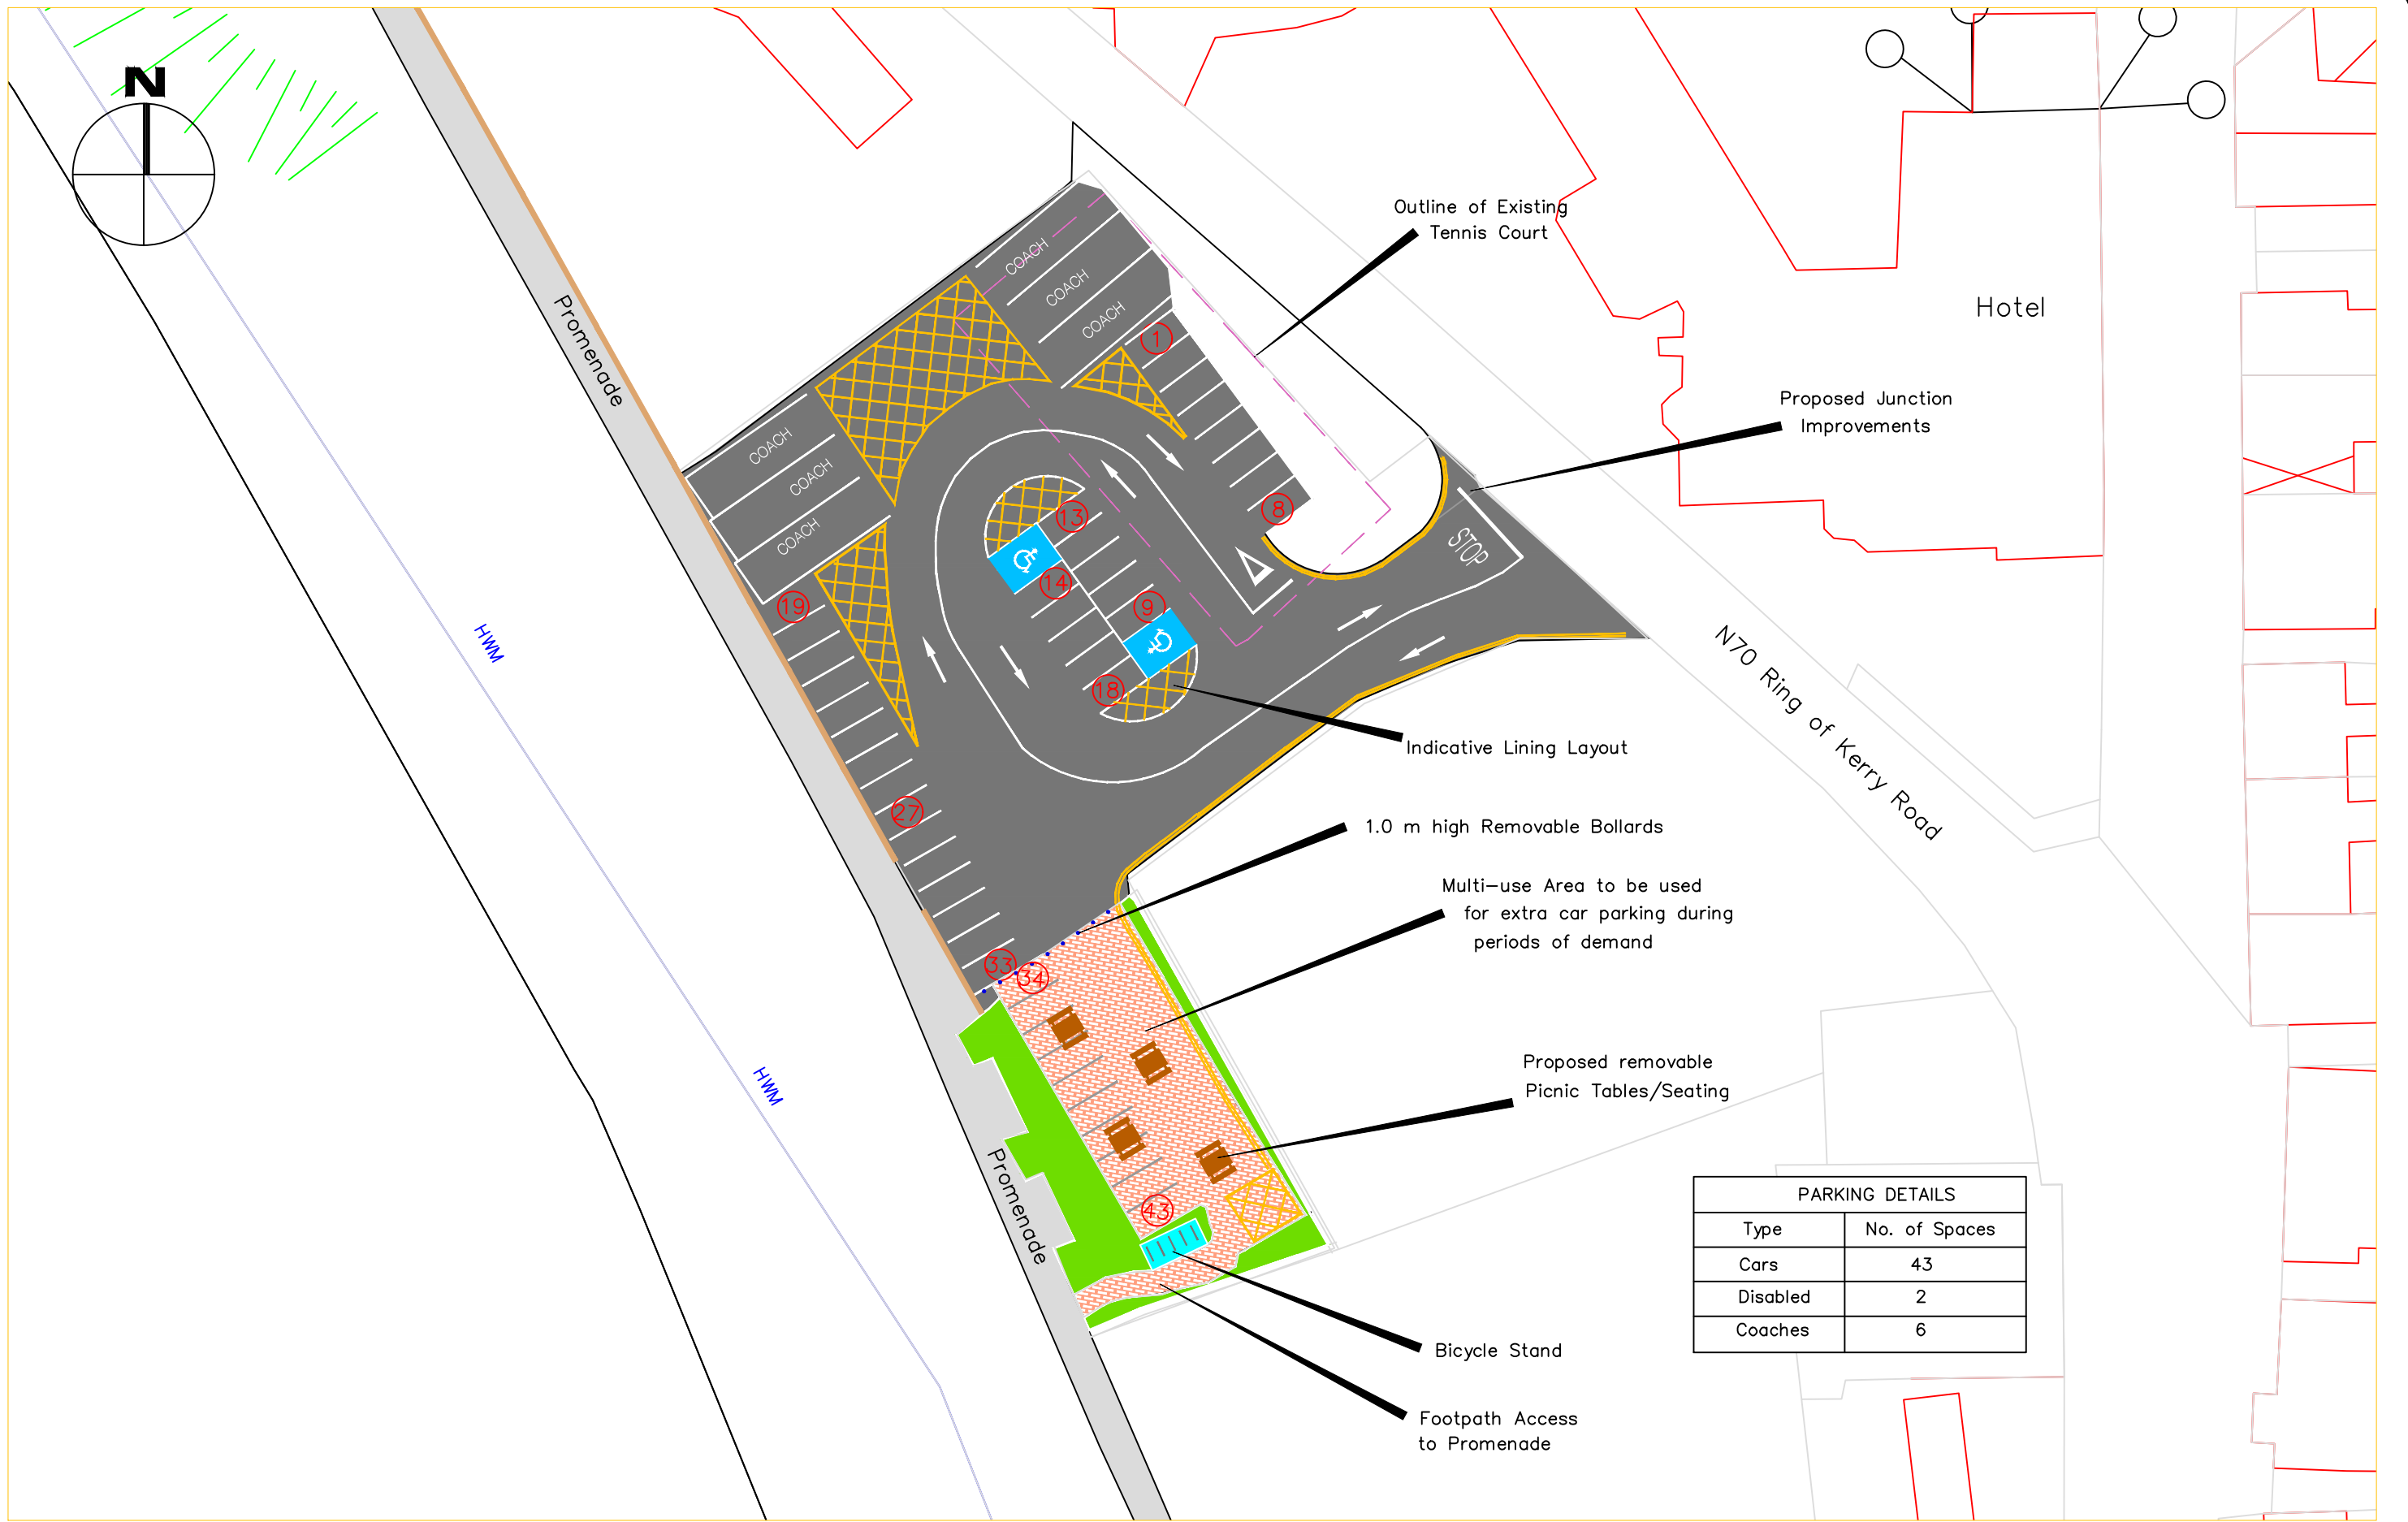 N
Outline of Existing
Tennis Court
Promenade
COACH
COACH
COACH
1
Hotel
Proposed Junction
Improvements
COACH
COACH
COACH
13
8
STOP
14
19
9
HWM
18
N70 Ring of Kerry Road
Indicative Lining Layout
27
1.0 m high Removable Bollards
Multi-use Area to be used
for extra car parking during
periods of demand
33
34
Proposed removable
Picnic Tables/Seating
HWM
Promenade
43
PARKING DETAILS
Type No. of Spaces
Cars 43
Disabled 2
Coaches 6
Bicycle Stand
Footpath Access
to Promenade